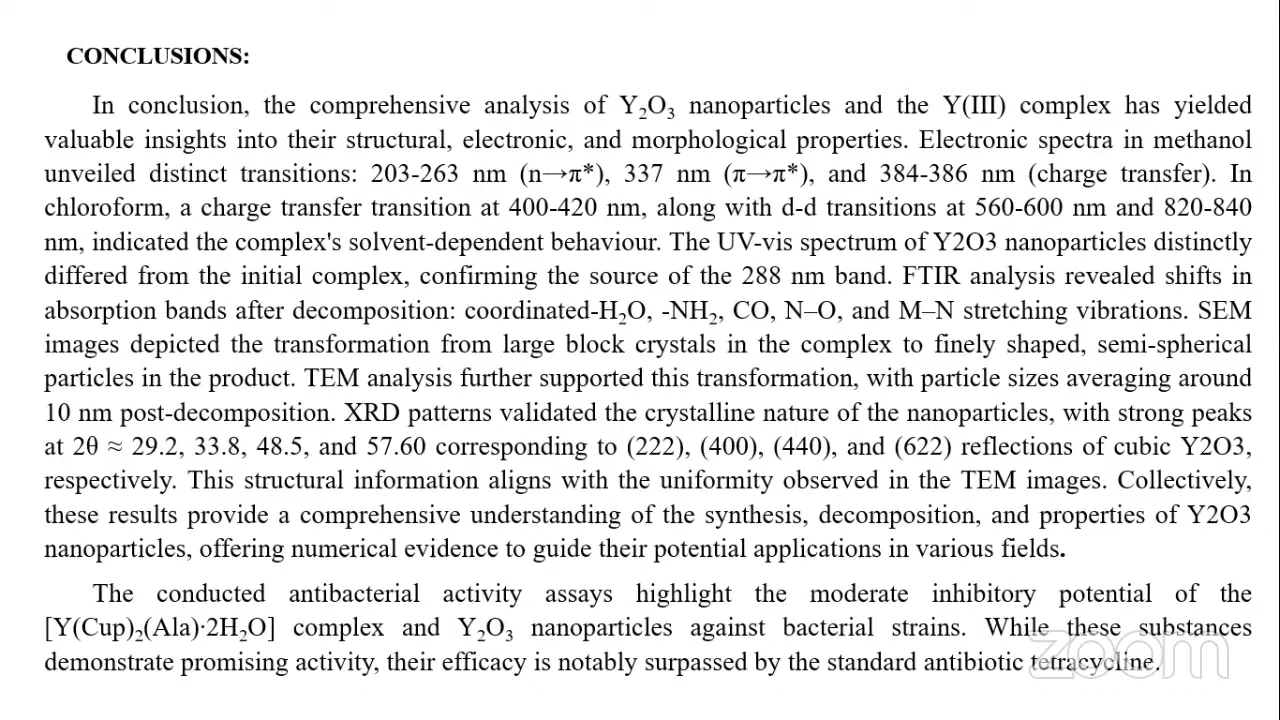 CONCLUSIONS:
In conclusion, the comprehensive analysis of Y₂O₃ nanoparticles and the Y(III) complex has yielded
valuable insights into their structural, electronic, and morphological properties. Electronic spectra in methanol
unveiled distinct transitions: 203-263 nm (n→π*), 337 nm (π→π*), and 384-386 nm (charge transfer). In
chloroform, a charge transfer transition at 400-420 nm, along with d-d transitions at 560-600 nm and 820-840
nm, indicated the complex's solvent-dependent behaviour. The UV-vis spectrum of Y2O3 nanoparticles distinctly
differed from the initial complex, confirming the source of the 288 nm band. FTIR analysis revealed shifts in
absorption bands after decomposition: coordinated-H₂O, -NH₂, CO, N–O, and M–N stretching vibrations. SEM
images depicted the transformation from large block crystals in the complex to finely shaped, semi-spherical
particles in the product. TEM analysis further supported this transformation, with particle sizes averaging around
10 nm post-decomposition. XRD patterns validated the crystalline nature of the nanoparticles, with strong peaks
at 2θ ≈ 29.2, 33.8, 48.5, and 57.60 corresponding to (222), (400), (440), and (622) reflections of cubic Y2O3,
respectively. This structural information aligns with the uniformity observed in the TEM images. Collectively,
these results provide a comprehensive understanding of the synthesis, decomposition, and properties of Y2O3
nanoparticles, offering numerical evidence to guide their potential applications in various fields.
The conducted antibacterial activity assays highlight the moderate inhibitory potential of the
[Y(Cup)₂(Ala)·2H₂O] complex and Y₂O₃ nanoparticles against bacterial strains. While these substances
demonstrate promising activity, their efficacy is notably surpassed by the standard antibiotic tetracycline.
zoom